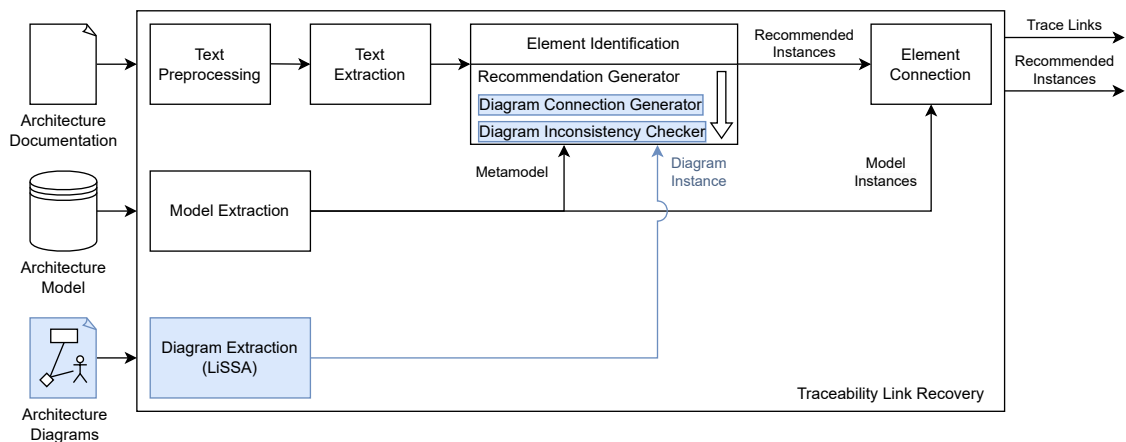 Architecture
Documentation
Text
Preprocessing
Text
Extraction
Element Identification
Recommendation Generator
Diagram Connection Generator
Diagram Inconsistency Checker
Recommended
Instances
Element
Connection
Trace Links
Recommended
Instances
Metamodel
Diagram
Instance
Model
Instances
Architecture
Model
Model Extraction
Architecture
Diagrams
Diagram Extraction
(LiSSA)
Traceability Link Recovery